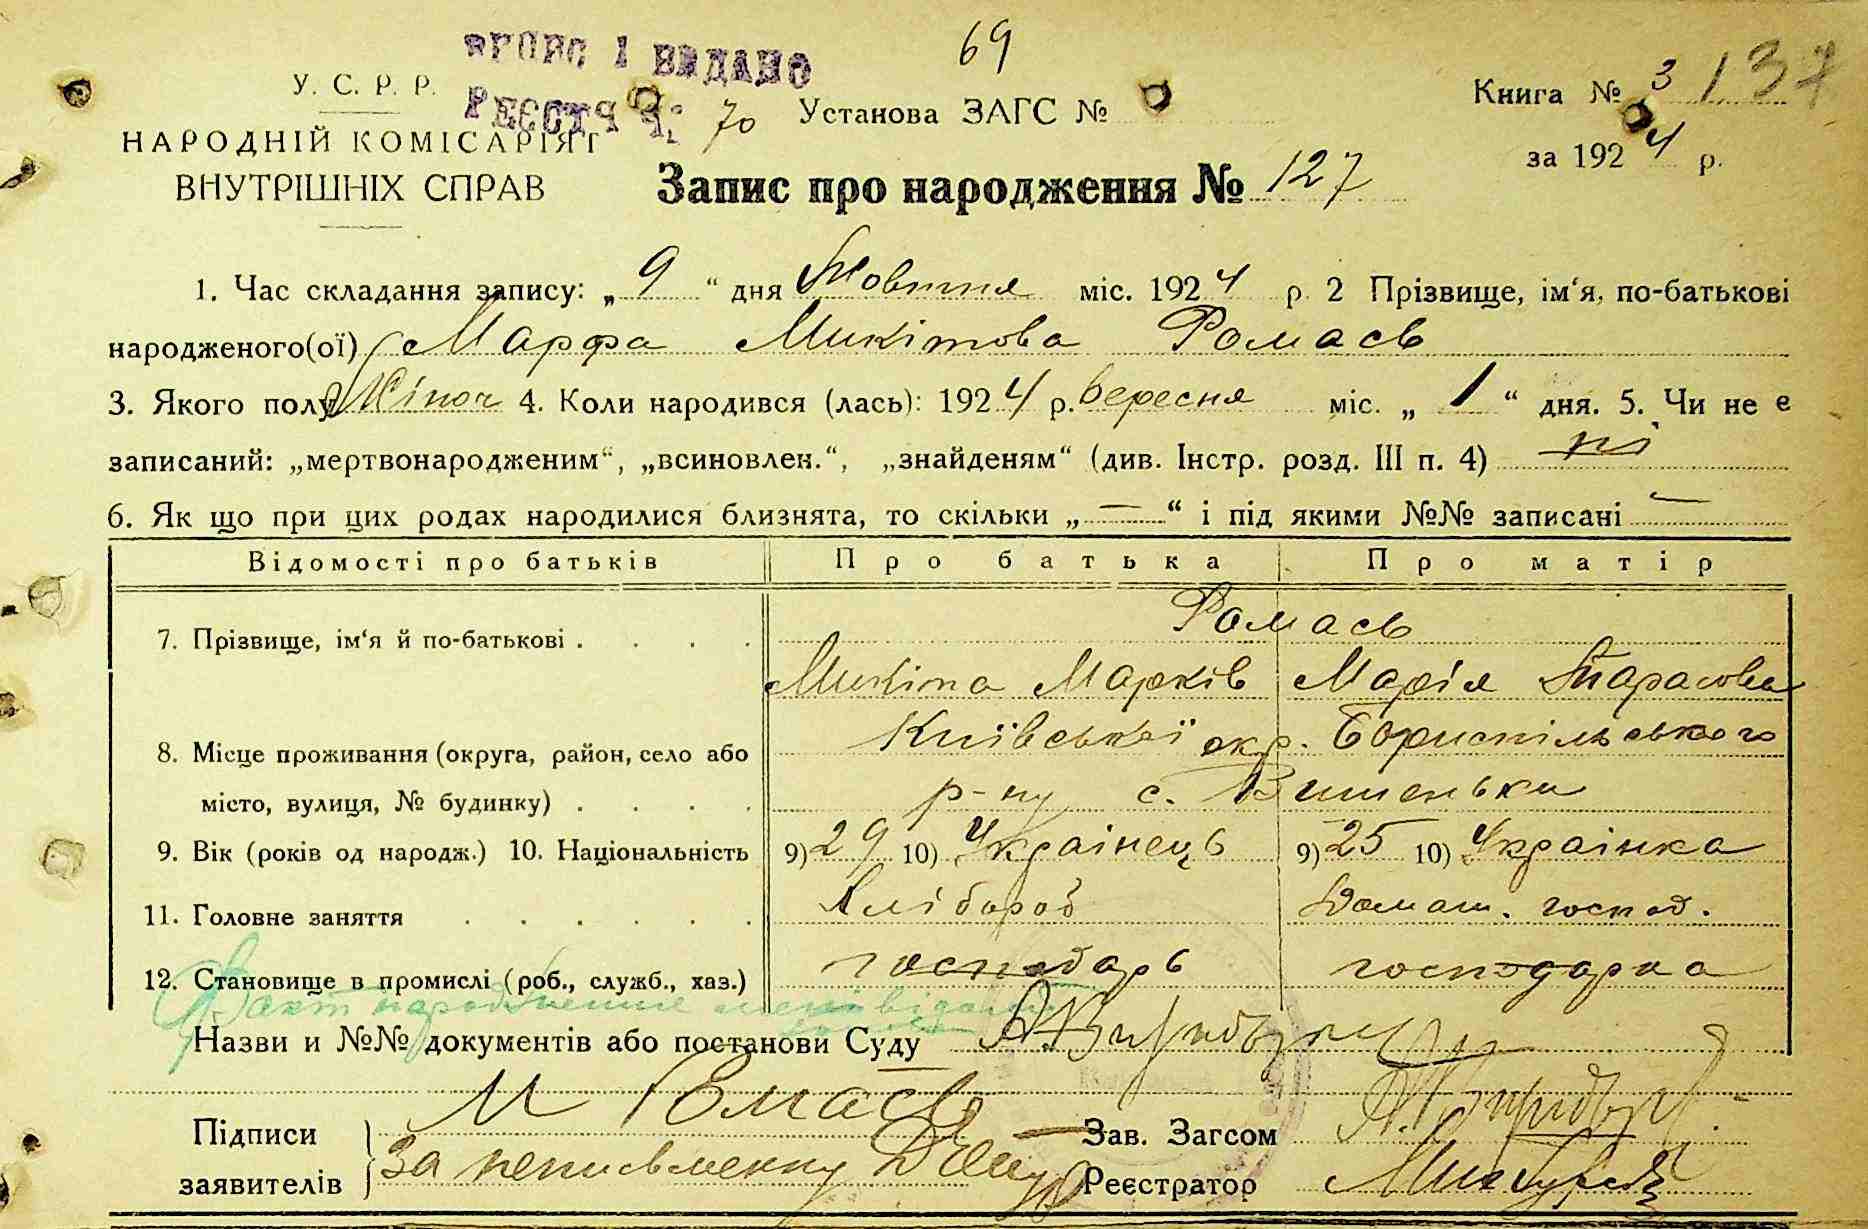 69
У. С. Р. Р.
І ВИДАНО
70 Установа ЗАГС №
Книга № 3 137
НАРОДНІЙ КОМІСАРІЯТ
ВНУТРІШНІХ СПРАВ
за 1924 р.
Запис про народження № 127
1. Час складання запису: „ 9 “ дня Жовтня міс. 1924 р. 2 Прізвище, ім‘я, по-батькові
народженого(ої) Марфа Микітова Ромась
3. Якого полу Жіноч 4. Коли народився (лась): 1924 р. вересня міс. „ 1 “ дня. 5. Чи не є
записаний: „мертвонародженим“, „всиновлен.“, „знайденям“ (див. Інстр. розд. III п. 4) ні
6. Як що при цих родах народилися близнята, то скільки „ — “ і під якими №№ записані —
Відомості про батьків Про батька Про матір
Ромась
7. Прізвище, ім‘я й по-батькові . . . .
Микіта Марків Марія Тарасова
Київської окр. Бориспільського
8. Місце проживання (округа, район, село або
місто, вулиця, № будинку) . . . . р-ну с. Вишеньки
9. Вік (років од народж.) 10. Національність 9) 29 10) Українець 9) 25 10) Українка
11. Головне заняття . . . . . . Хлібороб Домаш. господ.
12. Становище в промислі (роб., служб., хаз.) господарь господарка
Факт народження
Назви и №№ документів або постанови Суду
М Ромась
Підписи
Зав. Загсом
за неписьменну
заявителів
Реєстратор